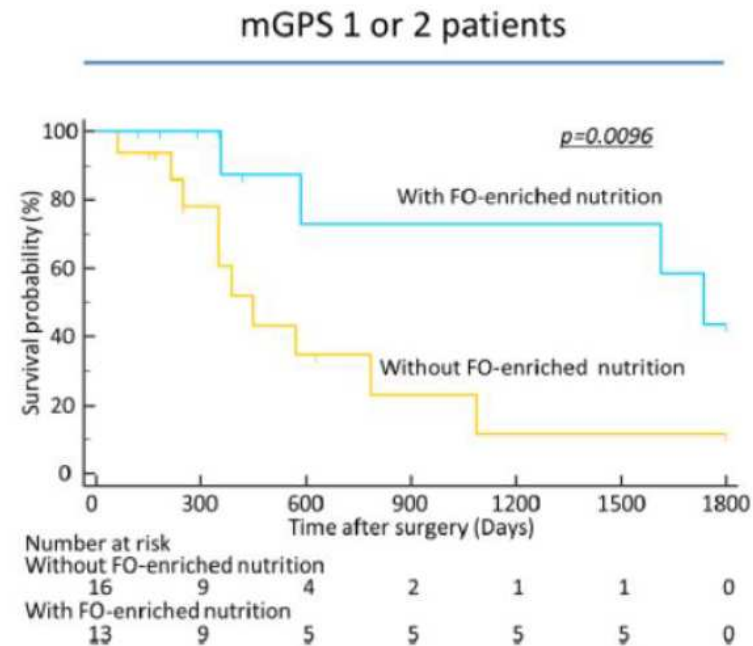 mGPS 1 or 2 patients
100
p=0.0096
80
With FO-enriched nutrition
60
40
Without FO-enriched nutrition
20
0
Survival probability (%)
0 300 600 900 1200 1500 1800
Time after surgery (Days)
Number at risk
Without FO-enriched nutrition
16 9 4 2 1 1 0
With FO-enriched nutrition
13 9 5 5 5 5 0